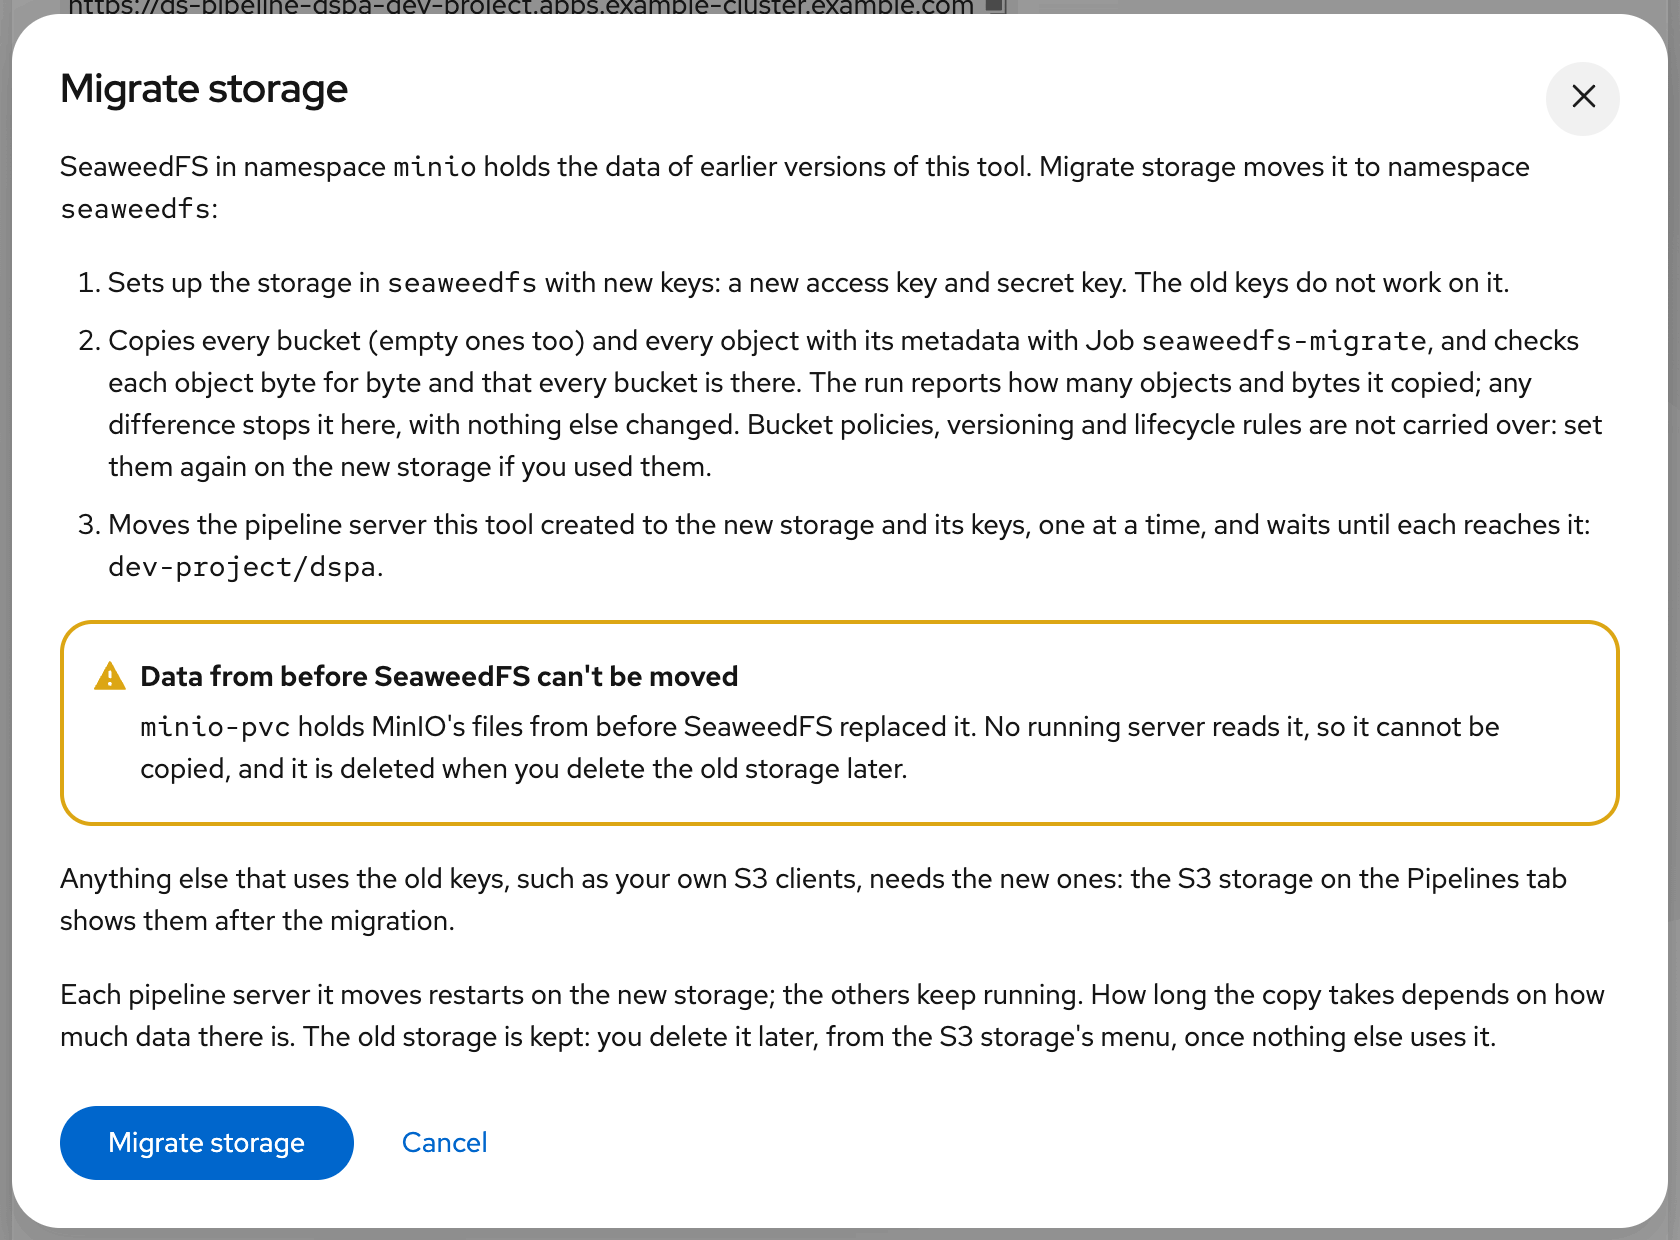 https://ds-pipeline-dspa-dev-project.apps.example-cluster.example.com
Migrate storage
SeaweedFS in namespace minio holds the data of earlier versions of this tool. Migrate storage moves it to namespace
seaweedfs:
1. Sets up the storage in seaweedfs with new keys: a new access key and secret key. The old keys do not work on it.
2. Copies every bucket (empty ones too) and every object with its metadata with Job seaweedfs-migrate, and checks
each object byte for byte and that every bucket is there. The run reports how many objects and bytes it copied; any
difference stops it here, with nothing else changed. Bucket policies, versioning and lifecycle rules are not carried over: set
them again on the new storage if you used them.
3. Moves the pipeline server this tool created to the new storage and its keys, one at a time, and waits until each reaches it:
dev-project/dspa.
Data from before SeaweedFS can't be moved
minio-pvc holds MinIO's files from before SeaweedFS replaced it. No running server reads it, so it cannot be
copied, and it is deleted when you delete the old storage later.
Anything else that uses the old keys, such as your own S3 clients, needs the new ones: the S3 storage on the Pipelines tab
shows them after the migration.
Each pipeline server it moves restarts on the new storage; the others keep running. How long the copy takes depends on how
much data there is. The old storage is kept: you delete it later, from the S3 storage's menu, once nothing else uses it.
Migrate storage
Cancel